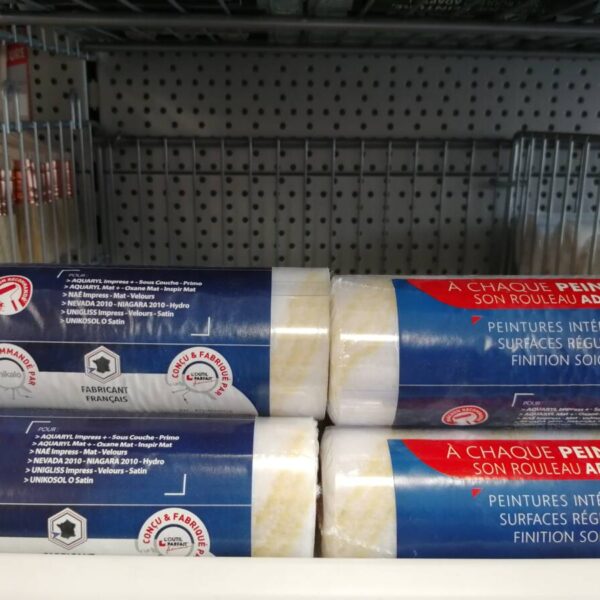 POUR
> AQUARYL Impress + - Sous Couche - Primo
> AQUARYL Mat + - Oxane Mat - Inspir Mat
> NAÉ Impress - Mat - Velours
> NEVADA 2010 - NIAGARA 2010 - Hydro
> UNIGLISS Impress - Velours - Satin
> UNIKOSOL O Satin
FABRICANT
FRANÇAIS
CONÇU & FABRIQUÉ PAR
L'OUTIL
PARFAIT
À CHAQUE PEIN
SON ROULEAU AD
PEINTURES INTÉ
SURFACES RÉGU
FINITION SOIG
POUR
> AQUARYL Impress + - Sous Couche - Primo
> AQUARYL Mat + - Oxane Mat - Inspir Mat
> NAÉ Impress - Mat - Velours
> NEVADA 2010 - NIAGARA 2010 - Hydro
> UNIGLISS Impress - Velours - Satin
> UNIKOSOL O Satin
CONÇU & FABRIQUÉ PAR
L'OUTIL
PARFAIT
FABRICANT
POUR
À CHAQUE PEIN
SON ROULEAU AD
PEINTURES INTÉ
SURFACES RÉG
FINITION SO